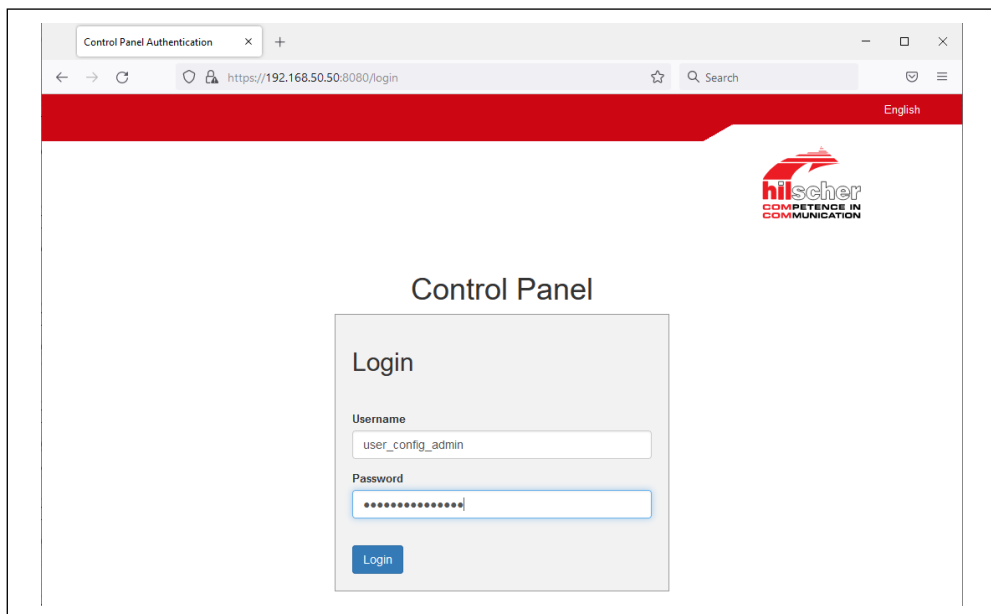 Control Panel Authentication
https://192.168.50.50:8080/login
Search
English
hilscher
COMPETENCE IN
COMMUNICATION
Control Panel
Login
Username
user_config_admin
Password
●●●●●●●●●●●●●●●
Login